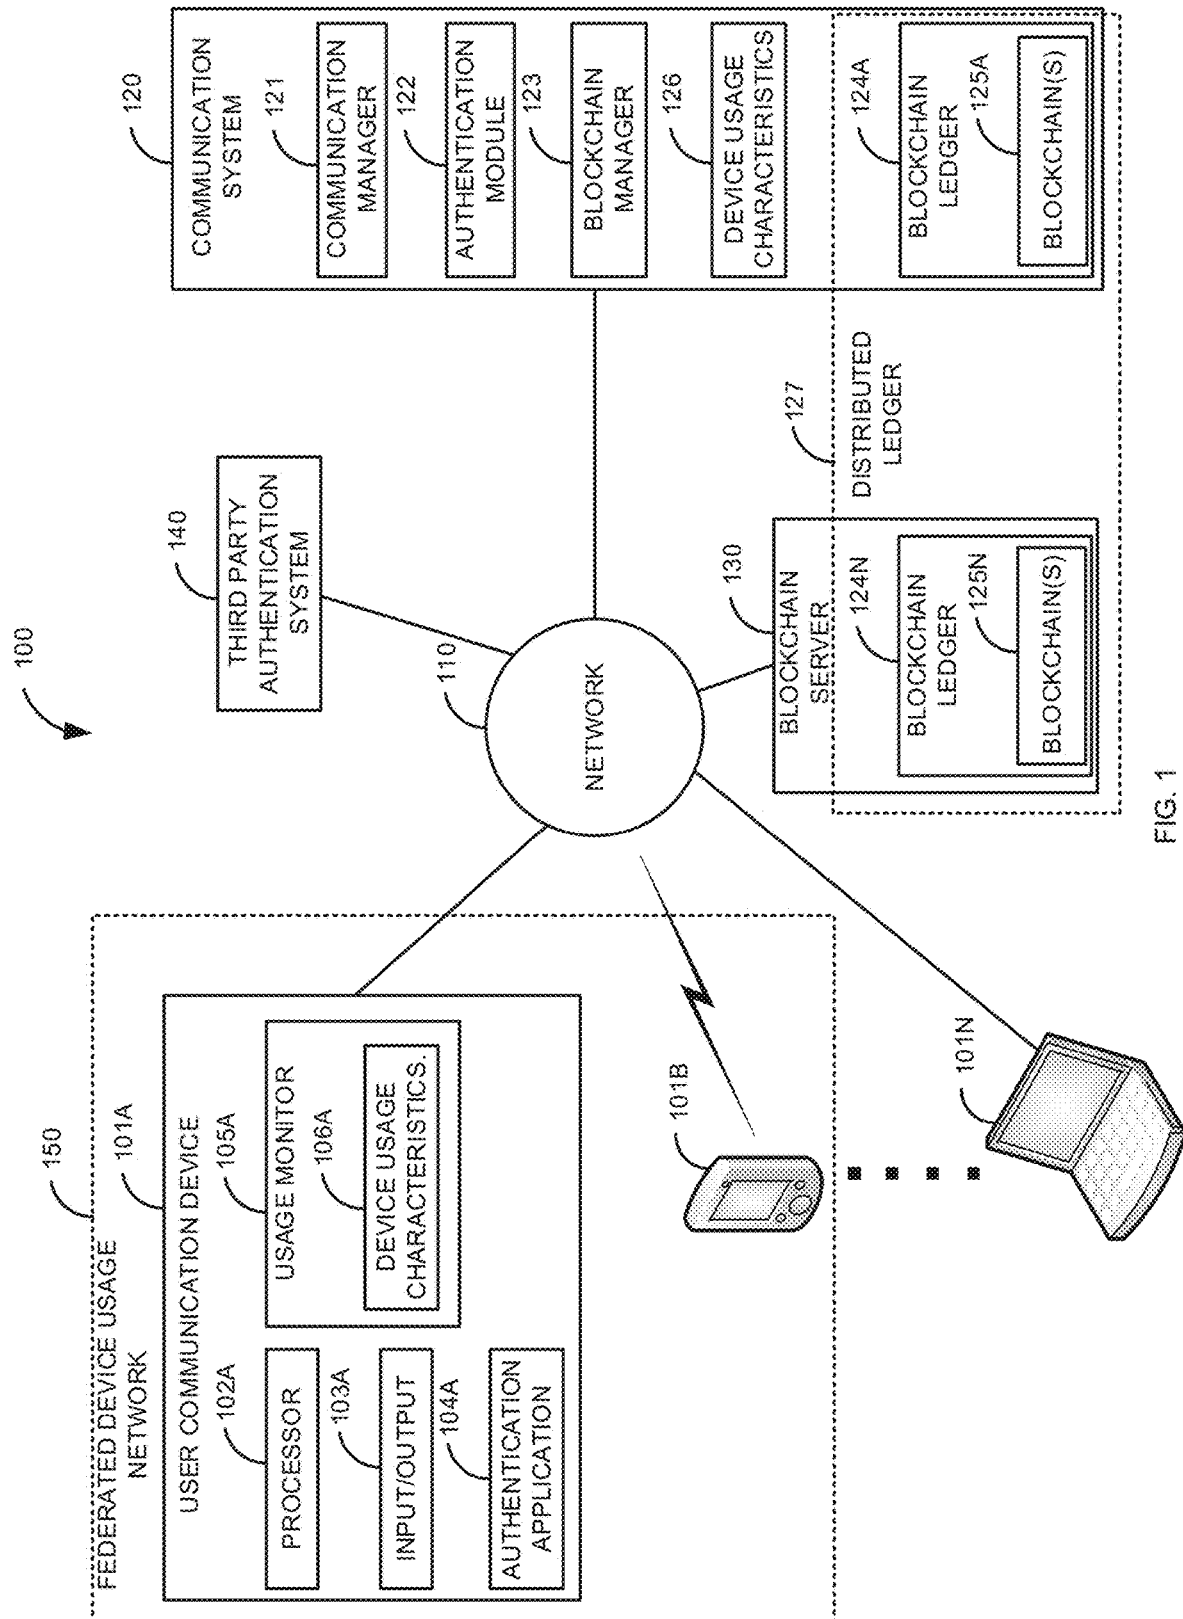 100
150
FEDERATED DEVICE USAGE
NETWORK
101A
USER COMMUNICATION DEVICE
102A
PROCESSOR
103A
INPUT/OUTPUT
104A
AUTHENTICATION
APPLICATION
105A
USAGE MONITOR
106A
DEVICE USAGE
CHARACTERISTICS.
101B
101N
110
NETWORK
140
THIRD PARTY
AUTHENTICATION
SYSTEM
120
COMMUNICATION
SYSTEM
121
COMMUNICATION
MANAGER
122
AUTHENTICATION
MODULE
123
BLOCKCHAIN
MANAGER
126
DEVICE USAGE
CHARACTERISTICS
124A
BLOCKCHAIN
LEDGER
125A
BLOCKCHAIN(S)
127
DISTRIBUTED
LEDGER
130
BLOCKCHAIN
SERVER
124N
BLOCKCHAIN
LEDGER
125N
BLOCKCHAIN(S)
FIG. 1